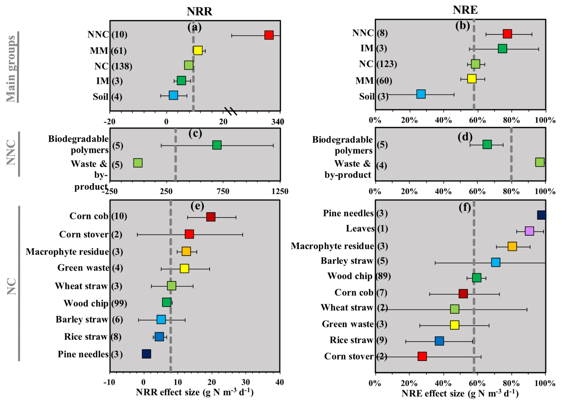 NRR
NRE
Main groups
(a)
NNC (10)
MM (61)
NC (138)
IM (3)
Soil (4)
-20
0
20
340
(b)
NNC (8)
IM (3)
NC (123)
MM (60)
Soil (3)
0%
20%
40%
60%
80%
100%
NNC
(c)
Biodegradable polymers (5)
Waste & by-product (5)
-250
250
750
1250
(d)
Biodegradable polymers (5)
Waste & by-product (4)
0%
20%
40%
60%
80%
100%
NC
(e)
Corn cob (10)
Corn stover (2)
Macrophyte residue (3)
Green waste (4)
Wheat straw (3)
Wood chip (99)
Barley straw (6)
Rice straw (8)
Pine needles (3)
-10
0
10
20
30
40
NRR effect size (g N m⁻³ d⁻¹)
(f)
Pine needles (3)
Leaves (1)
Macrophyte residue (3)
Barley straw (5)
Wood chip (89)
Corn cob (7)
Wheat straw (2)
Green waste (3)
Rice straw (9)
Corn stover (2)
0%
20%
40%
60%
80%
100%
NRE effect size (g N m⁻³ d⁻¹)